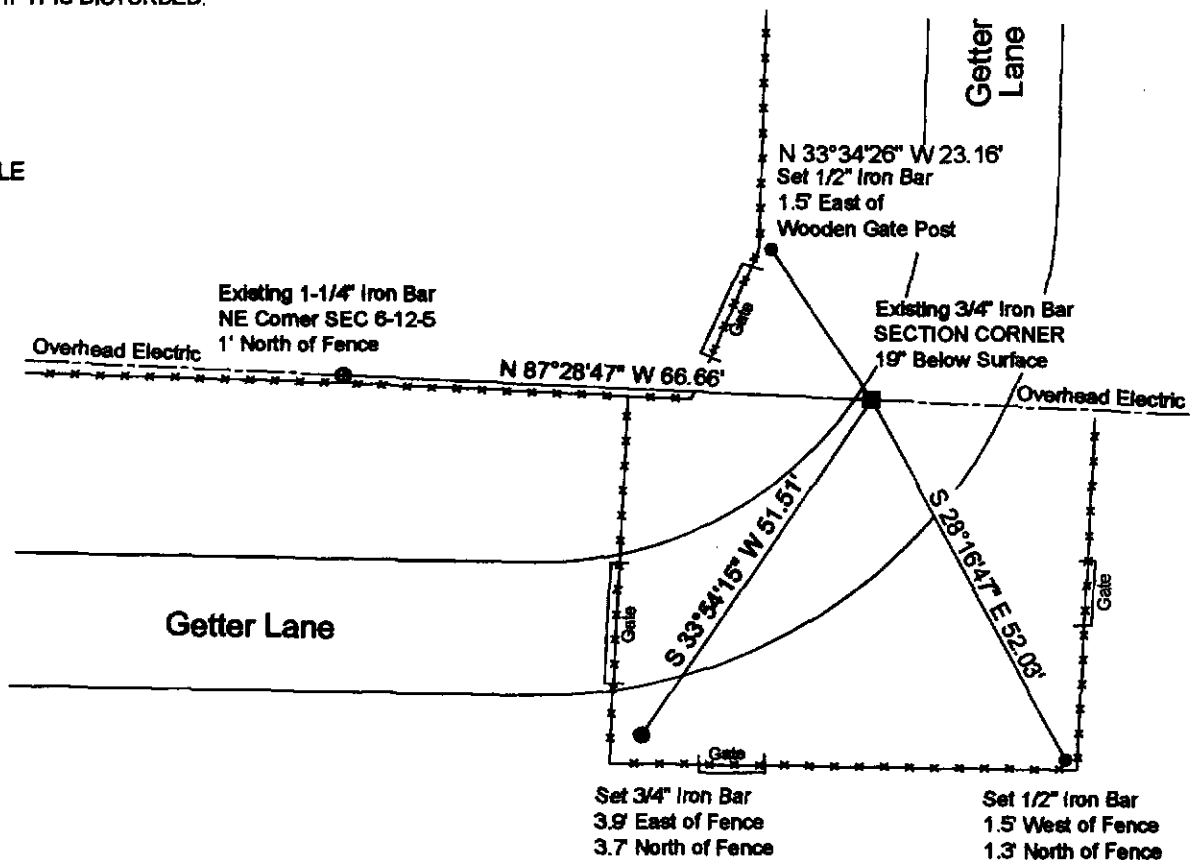 IF IT IS DISTURBED.
LE
Getter
Lane
N 33°34'26" W 23.16'
Set 1/2" Iron Bar
1.5' East of
Wooden Gate Post
Gate
Existing 1-1/4" Iron Bar
NE Corner SEC 6-12-5
1' North of Fence
Overhead Electric
N 87°28'47" W 66.66'
Existing 3/4" Iron Bar
SECTION CORNER
19" Below Surface
Overhead Electric
S 33°54'15" W 51.51'
S 28°16'47" E 52.03'
Gate
Gate
Getter Lane
Gate
Set 3/4" Iron Bar
3.9' East of Fence
3.7' North of Fence
Set 1/2" Iron Bar
1.5' West of Fence
1.3' North of Fence